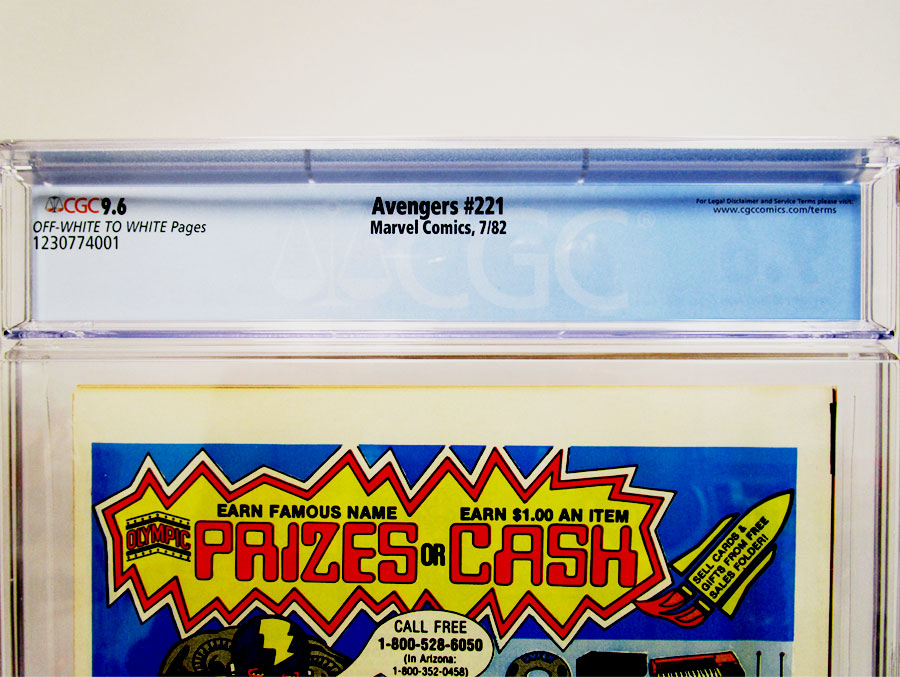 CGC 9.6
OFF-WHITE TO WHITE Pages
1230774001
Avengers #221
Marvel Comics, 7/82
For Legal Disclaimer and Service Terms please visit:
www.cgccomics.com/terms
CGC
EARN FAMOUS NAME EARN $1.00 AN ITEM
OLYMPIC
PRIZES OR CASH
SELL CARDS &
GIFTS FROM FREE
SALES FOLDER!
CALL FREE
1-800-528-6050
(In Arizona:
1-800-352-0458)